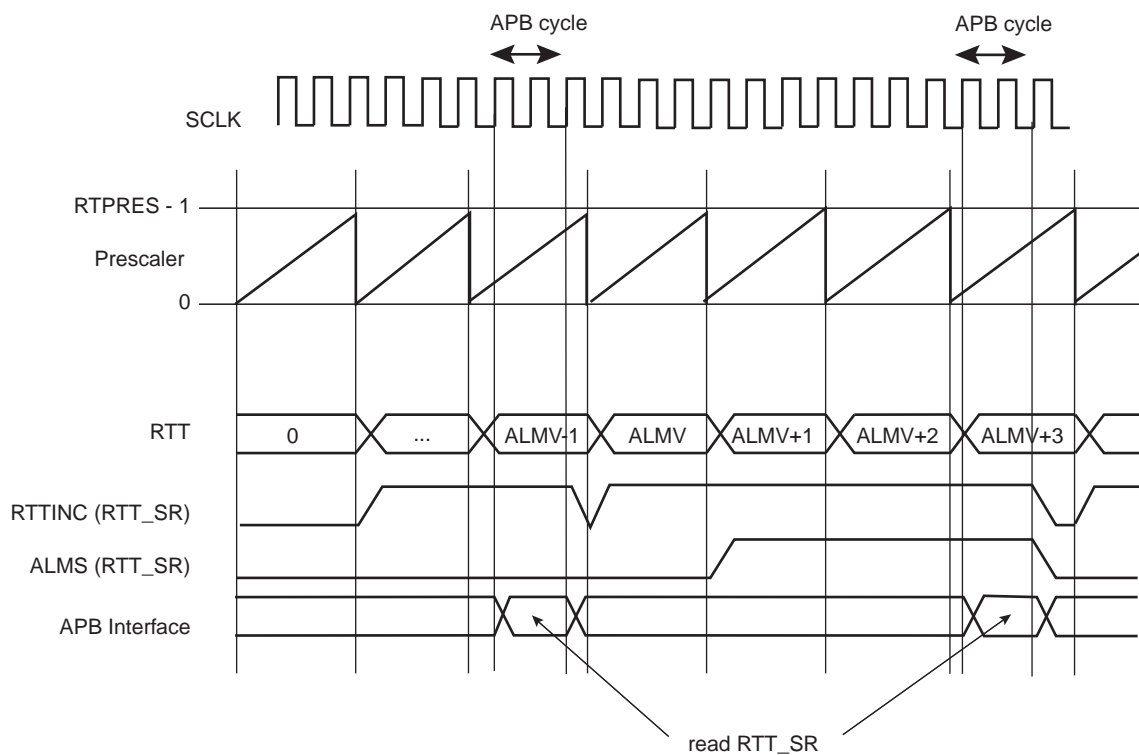 APB cycle
APB cycle
SCLK
RTPRES - 1
Prescaler
0
RTT
0
...
ALMV-1
ALMV
ALMV+1
ALMV+2
ALMV+3
RTTINC (RTT_SR)
ALMS (RTT_SR)
APB Interface
read RTT_SR